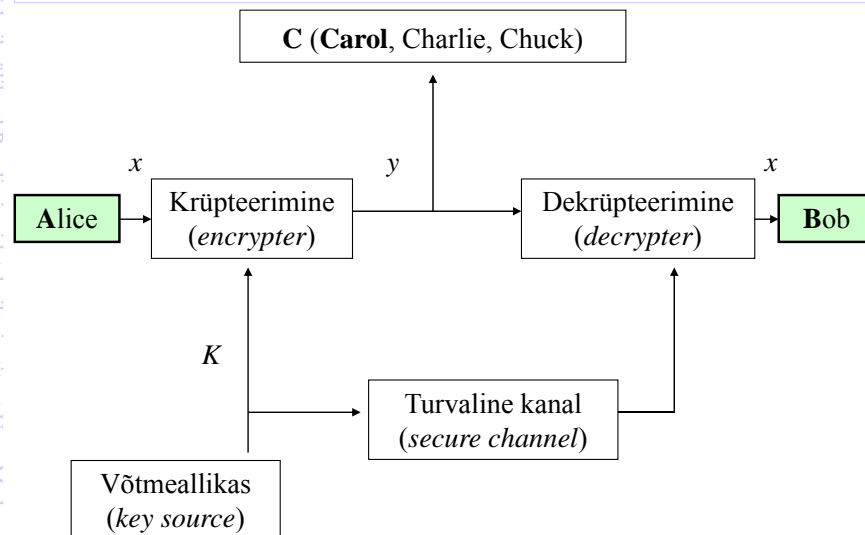 C (Carol, Charlie, Chuck)
x
y
x
Alice
Krüpteerimine
(encrypter)
Dekrüpteerimine
(decrypter)
Bob
K
Turvaline kanal
(secure channel)
Võtmeallikas
(key source)